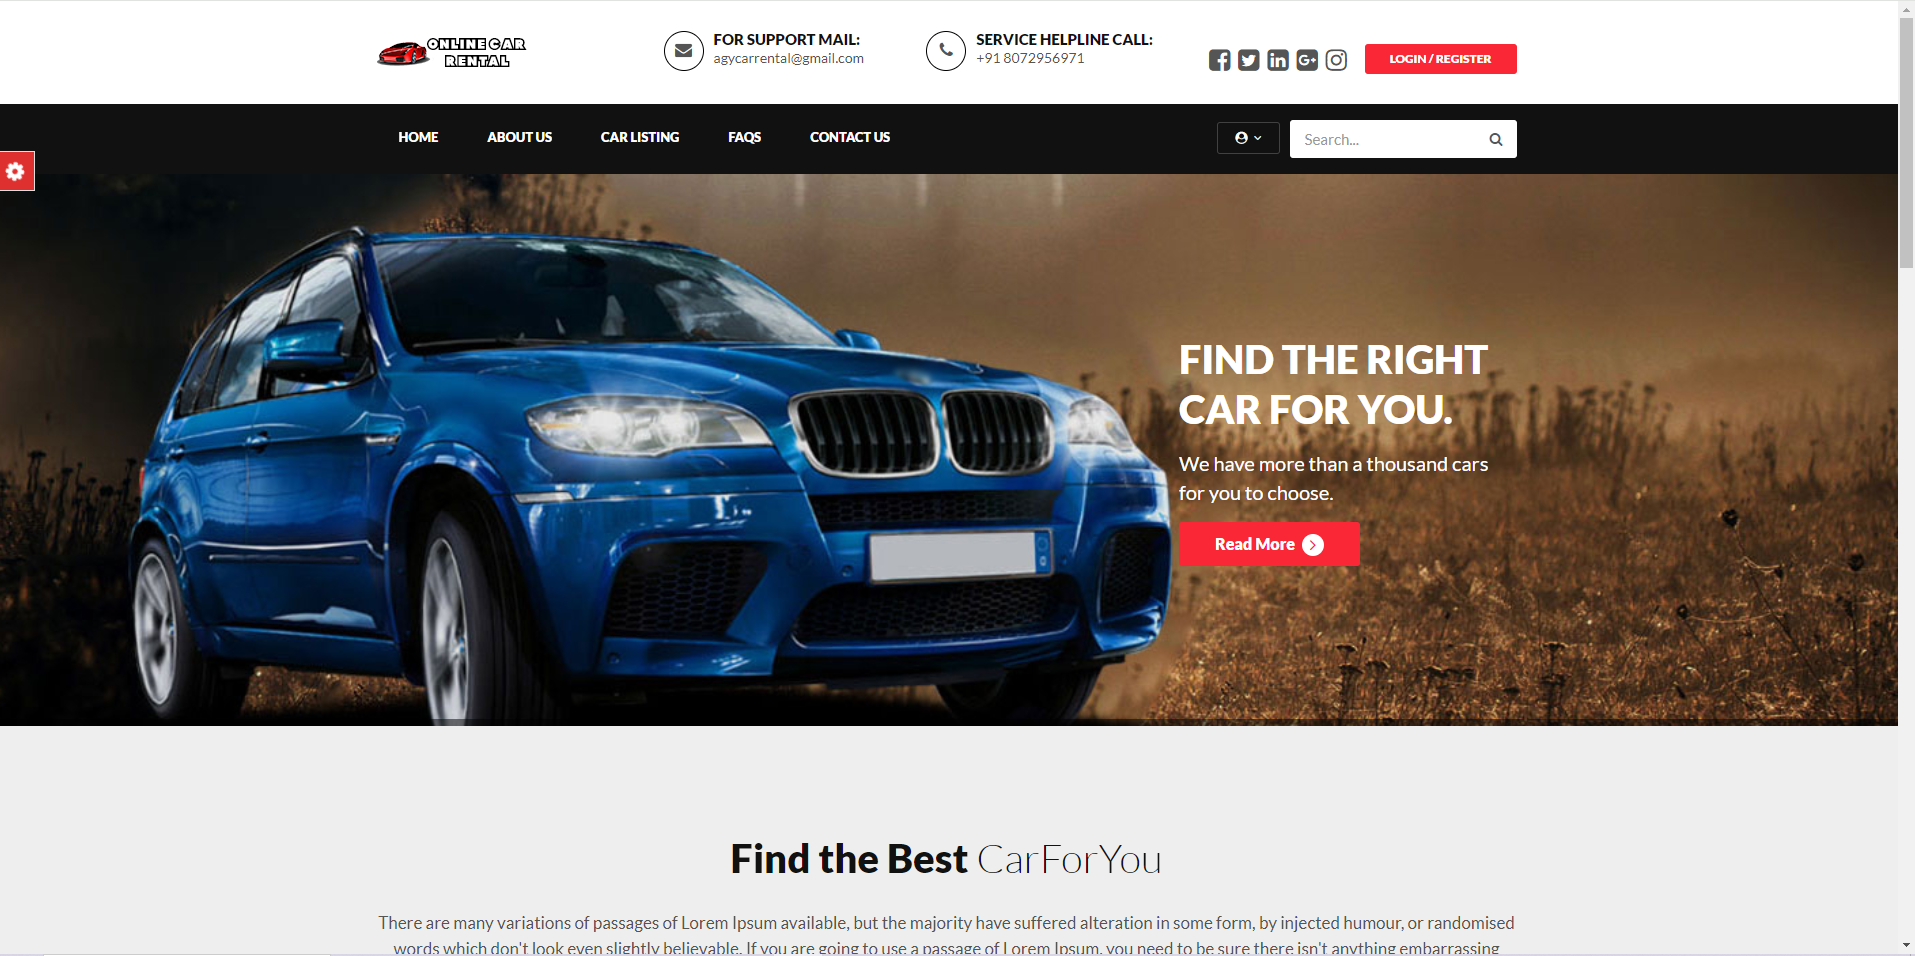 ONLINE CAR
RENTAL
FOR SUPPORT MAIL:
agycarrental@gmail.com
SERVICE HELPLINE CALL:
+91 8072956971
LOGIN / REGISTER
HOME
ABOUT US
CAR LISTING
FAQS
CONTACT US
Search...
FIND THE RIGHT
CAR FOR YOU.
We have more than a thousand cars
for you to choose.
Read More
Find the Best CarForYou
There are many variations of passages of Lorem Ipsum available, but the majority have suffered alteration in some form, by injected humour, or randomised
words which don't look even slightly believable. If you are going to use a passage of Lorem Ipsum, you need to be sure there isn't anything embarrassing